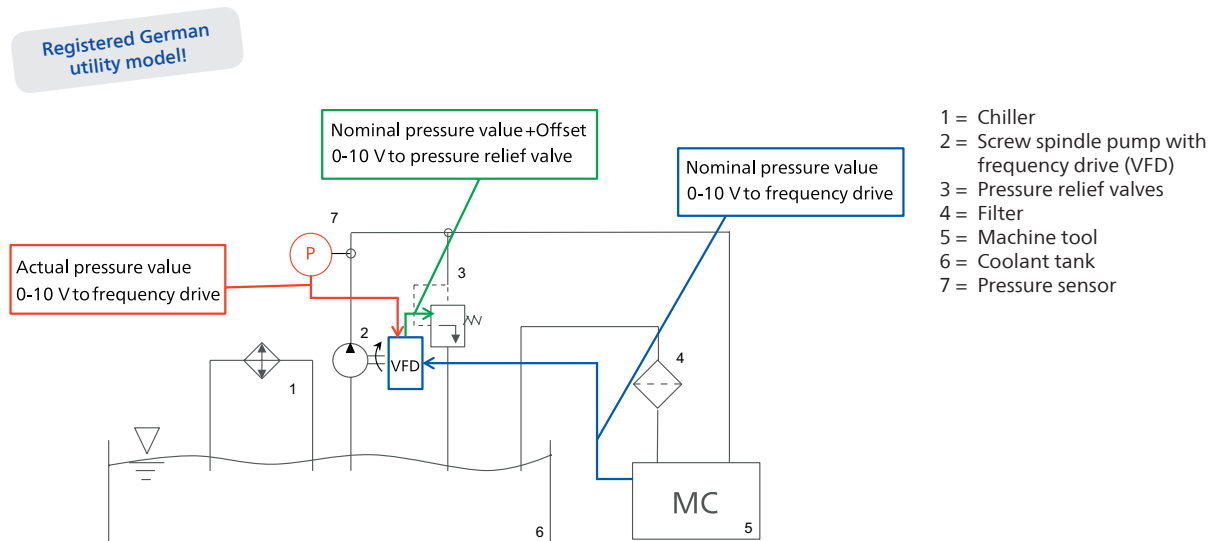 Registered German
utility model!
Nominal pressure value+Offset
0-10 V to pressure relief valve
Nominal pressure value
0-10 V to frequency drive
1 = Chiller
2 = Screw spindle pump with
frequency drive (VFD)
3 = Pressure relief valves
4 = Filter
5 = Machine tool
6 = Coolant tank
7 = Pressure sensor
7
P
Actual pressure value
0-10 V to frequency drive
3
2
VFD
1
4
MC
5
6